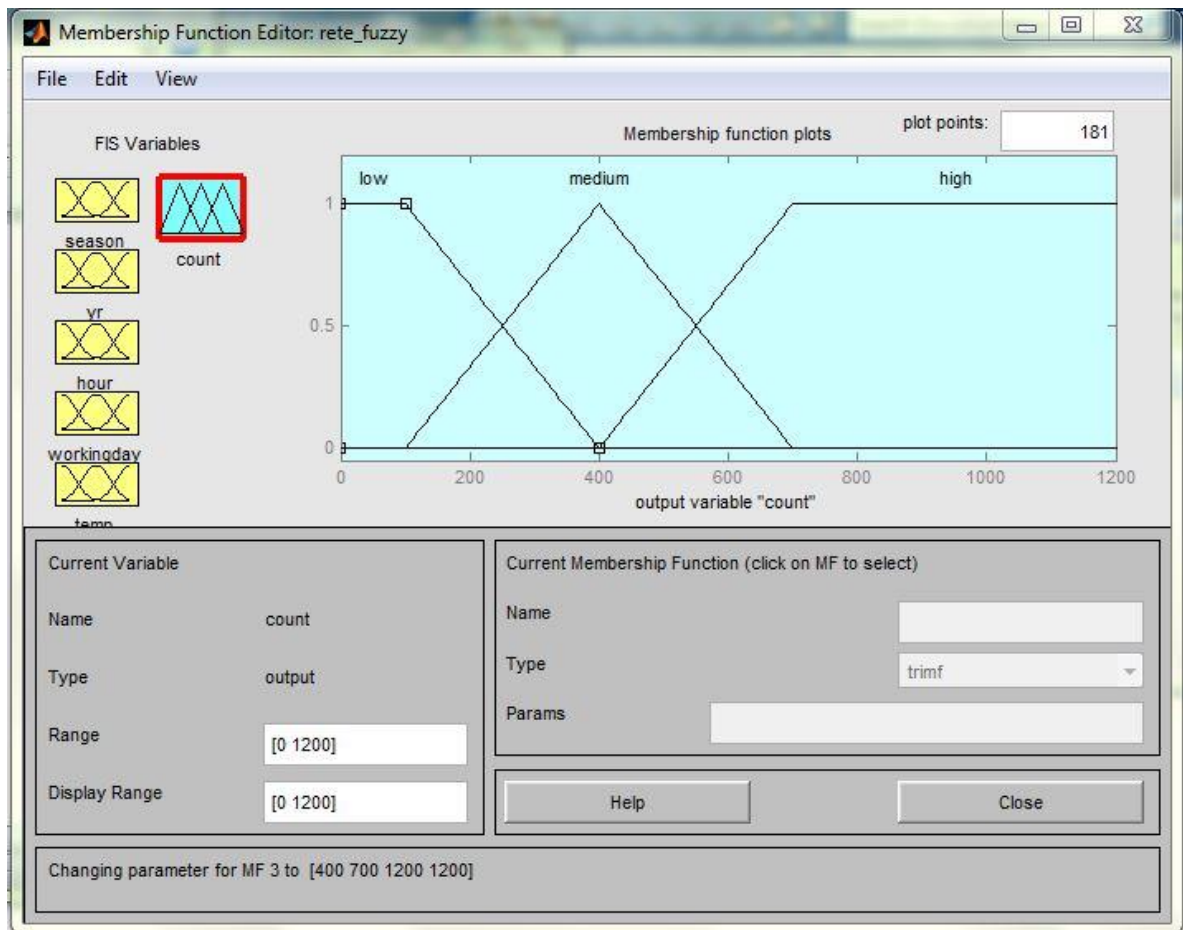 Membership Function Editor: rete_fuzzy
File Edit View
FIS Variables
Membership function plots
plot points:
181
season
yr
hour
workingday
temp
count
low
medium
high
1
0.5
0
0 200 400 600 800 1000 1200
output variable "count"
Current Variable
Name count
Type output
Range [0 1200]
Display Range [0 1200]
Current Membership Function (click on MF to select)
Name
Type trimf
Params
Help
Close
Changing parameter for MF 3 to [400 700 1200 1200]